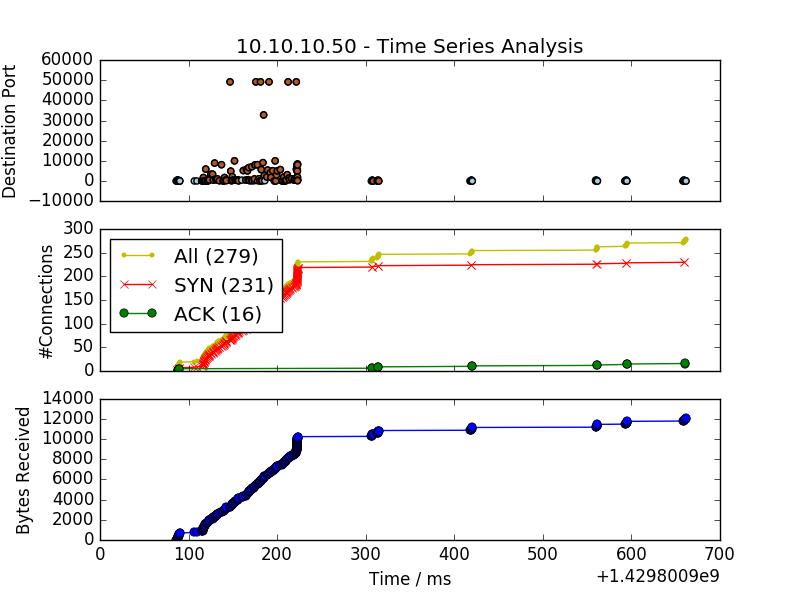 10.10.10.50 - Time Series Analysis
Destination Port
60000
50000
40000
30000
20000
10000
0
−10000
#Connections
300
250
200
150
100
50
0
All (279)
SYN (231)
ACK (16)
Bytes Received
14000
12000
10000
8000
6000
4000
2000
0
0 100 200 300 400 500 600 700
Time / ms
+1.4298009e9